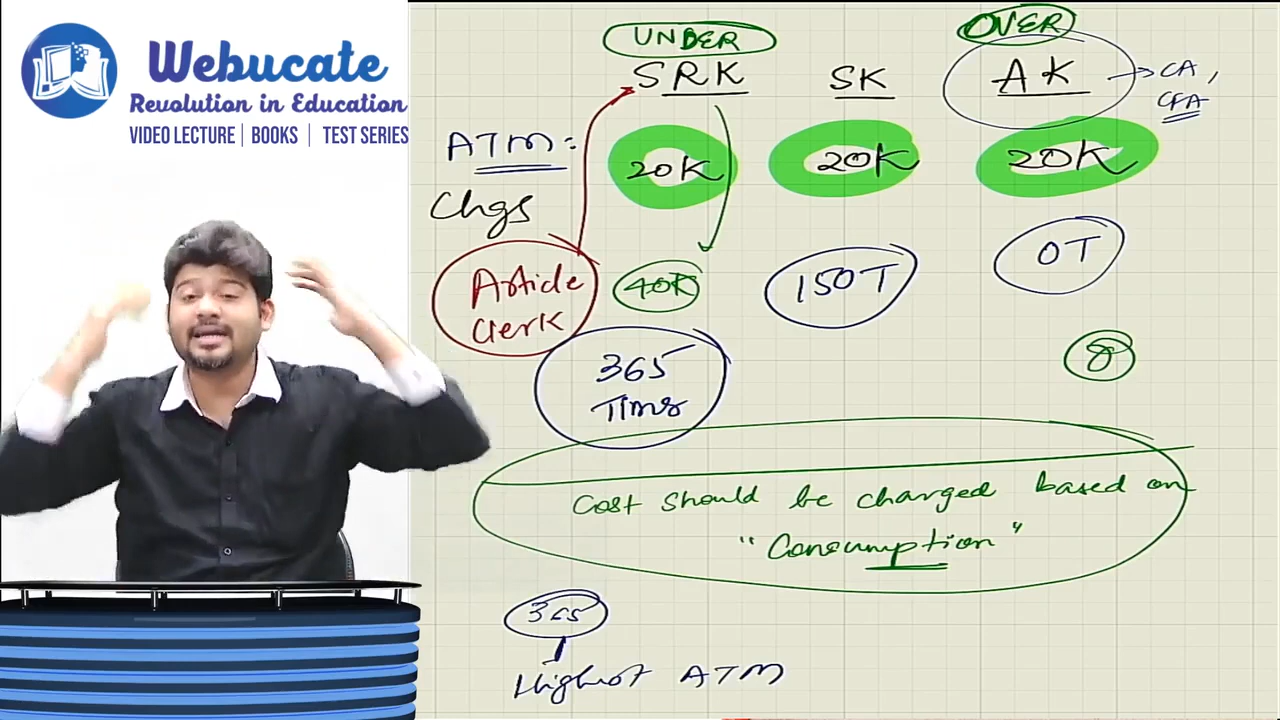 Webucate
Revolution in Education
VIDEO LECTURE | BOOKS | TEST SERIES
UNDER OVER
SRK SK AK → CA,
CFA
ATM: 20K 20K 20K
Chgs
Article Clerk
40K 150T 0T
365 Tims
8
Cost should be charged based on
"Consumption"
365
Highest ATM